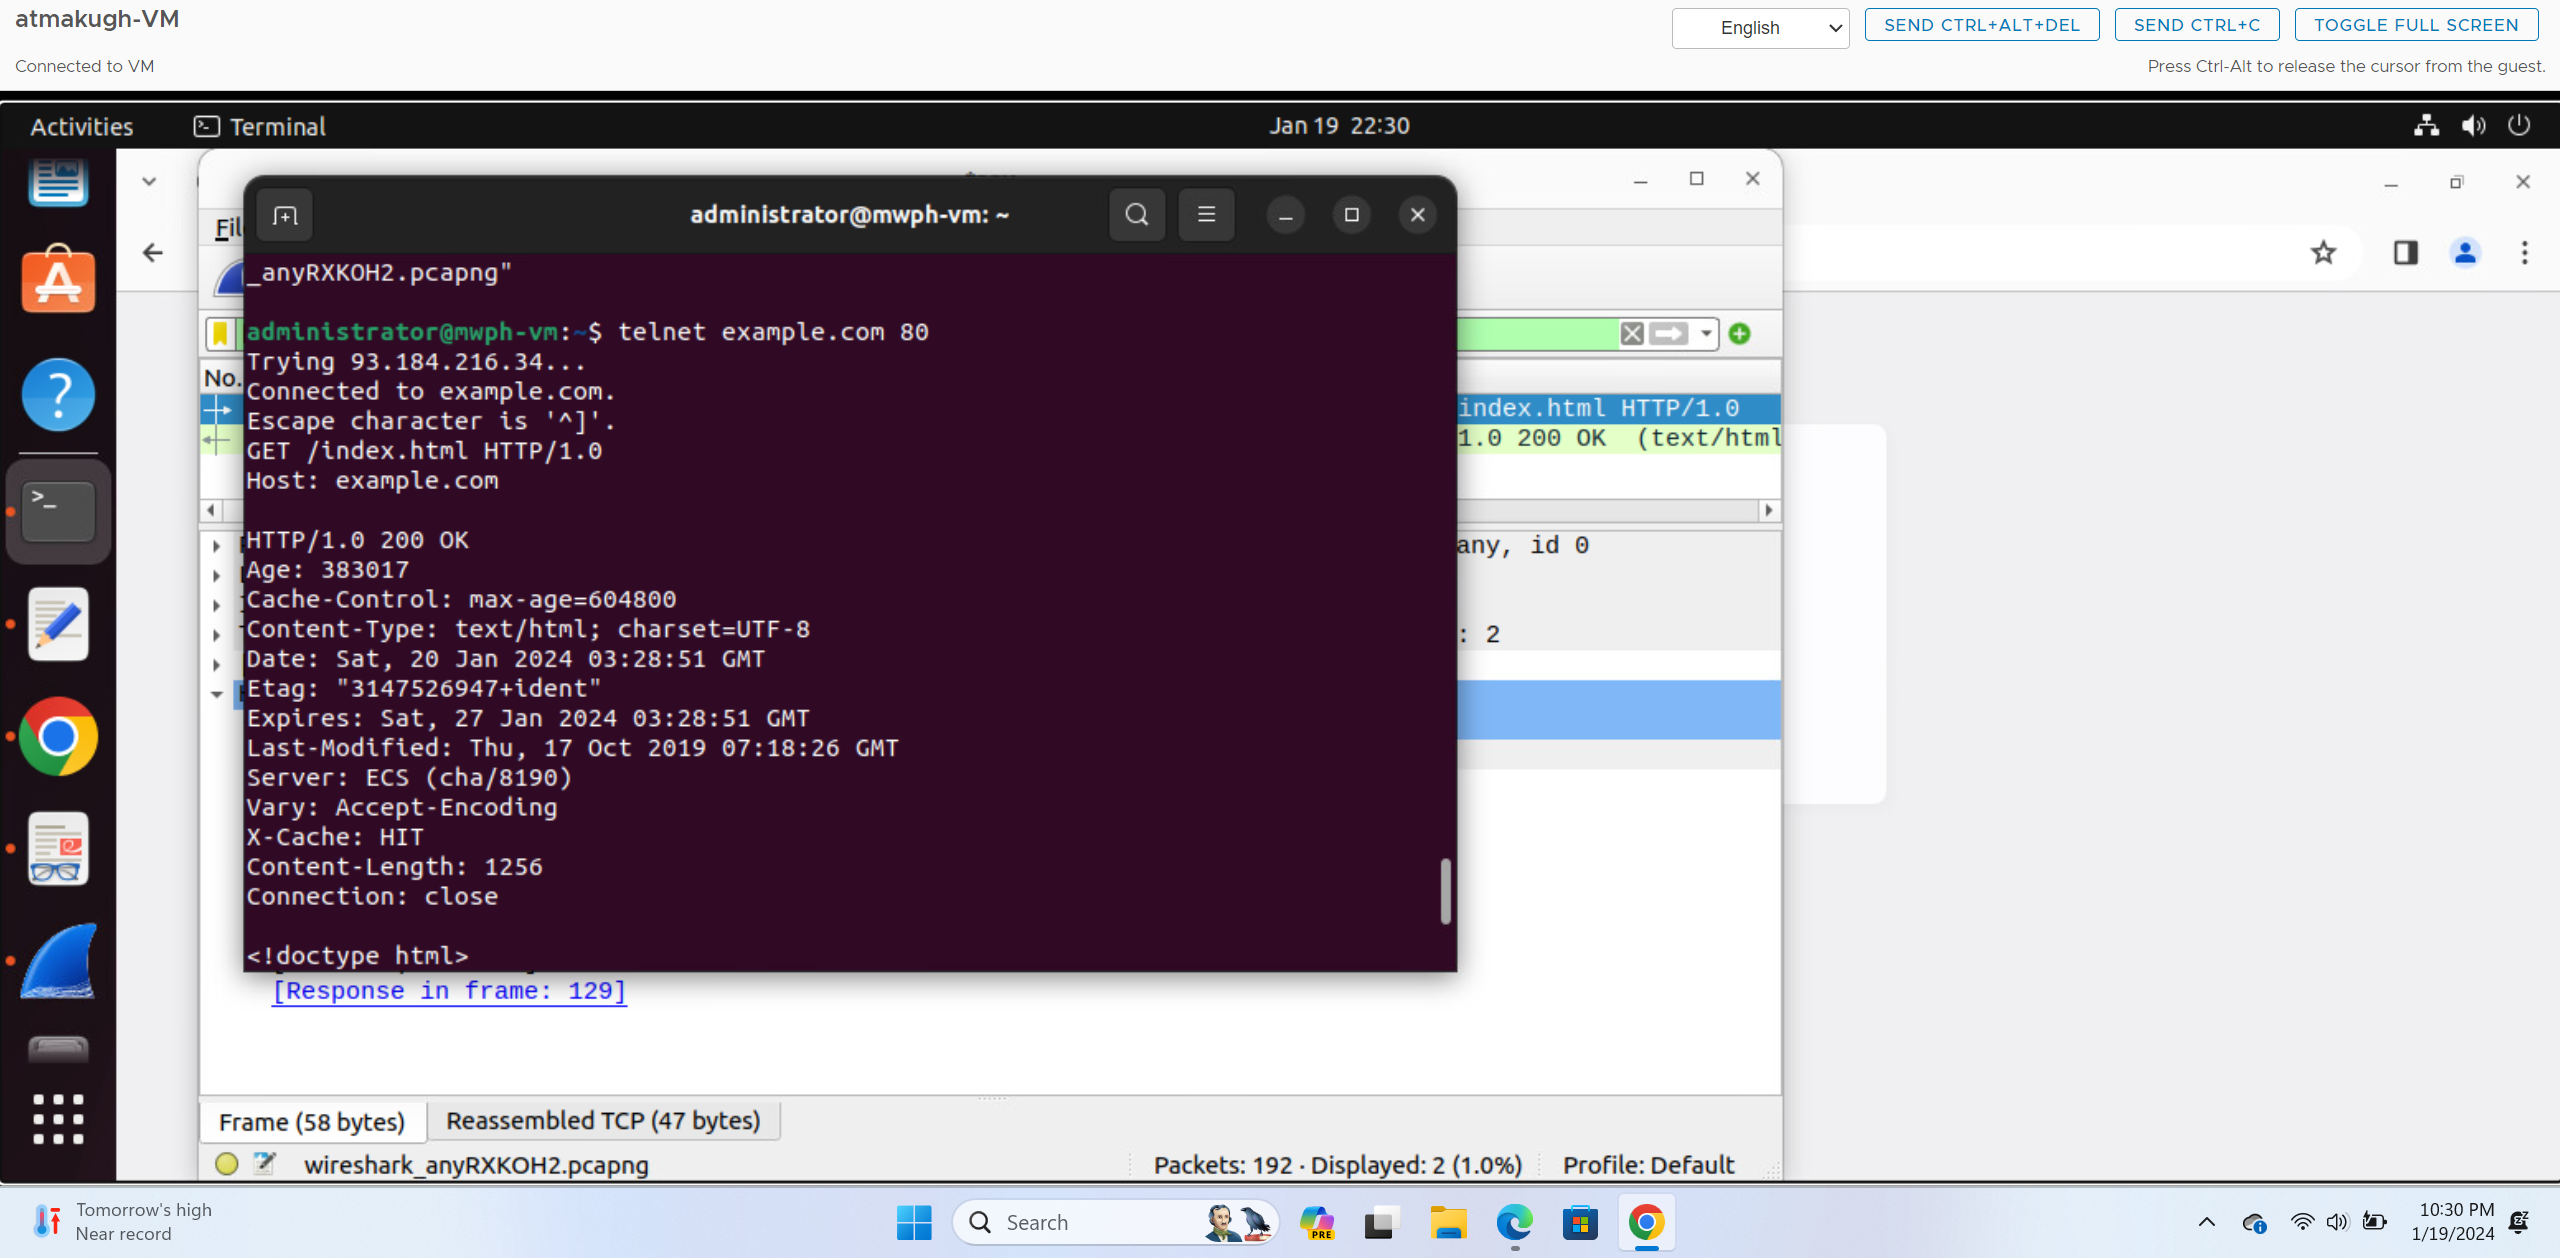 atmakugh-VM
English
SEND CTRL+ALT+DEL
SEND CTRL+C
TOGGLE FULL SCREEN
Connected to VM
Press Ctrl-Alt to release the cursor from the guest.
Activities
Terminal
Jan 19 22:30
administrator@mwph-vm: ~
Fil
_anyRXKOH2.pcapng"
administrator@mwph-vm:~$ telnet example.com 80
Trying 93.184.216.34...
Connected to example.com.
Escape character is '^]'.
GET /index.html HTTP/1.0
Host: example.com
HTTP/1.0 200 OK
Age: 383017
Cache-Control: max-age=604800
Content-Type: text/html; charset=UTF-8
Date: Sat, 20 Jan 2024 03:28:51 GMT
Etag: "3147526947+ident"
Expires: Sat, 27 Jan 2024 03:28:51 GMT
Last-Modified: Thu, 17 Oct 2019 07:18:26 GMT
Server: ECS (cha/8190)
Vary: Accept-Encoding
X-Cache: HIT
Content-Length: 1256
Connection: close
<!doctype html>
No.
index.html HTTP/1.0
1.0 200 OK (text/html
any, id 0
: 2
[Response in frame: 129]
Frame (58 bytes)
Reassembled TCP (47 bytes)
wireshark_anyRXKOH2.pcapng
Packets: 192 · Displayed: 2 (1.0%)
Profile: Default
Tomorrow's high
Near record
Search
PRE
10:30 PM
1/19/2024